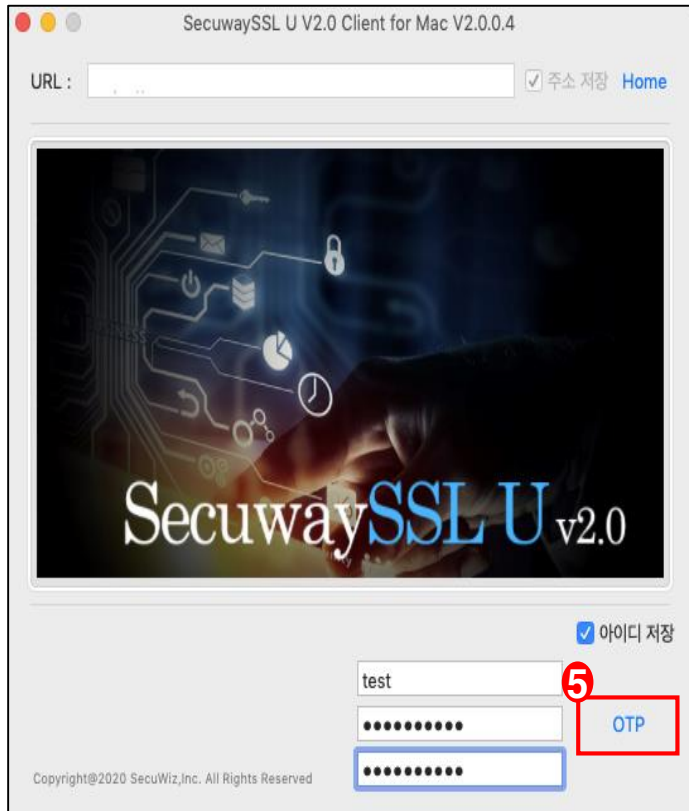 SecuwaySSL U V2.0 Client for Mac V2.0.0.4
URL : 주소 저장 Home
SecuwaySSL U v2.0
아이디 저장
test
5
●●●●●●●●●● OTP
●●●●●●●●●●
Copyright@2020 SecuWiz,Inc. All Rights Reserved